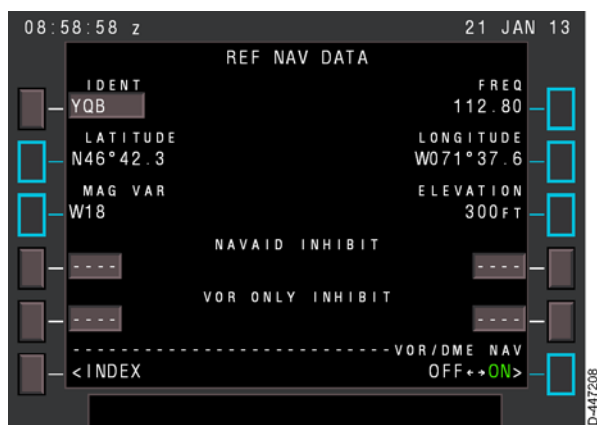 08:58:58 z 21 JAN 13
REF NAV DATA
IDENT FREQ
YQB 112.80
LATITUDE LONGITUDE
N46°42.3 W071°37.6
MAG VAR ELEVATION
W18 300FT
NAVAID INHIBIT
---- ----
VOR ONLY INHIBIT
---- ----
------------------------------VOR/DME NAV
<INDEX OFF↔ON>
D-447208